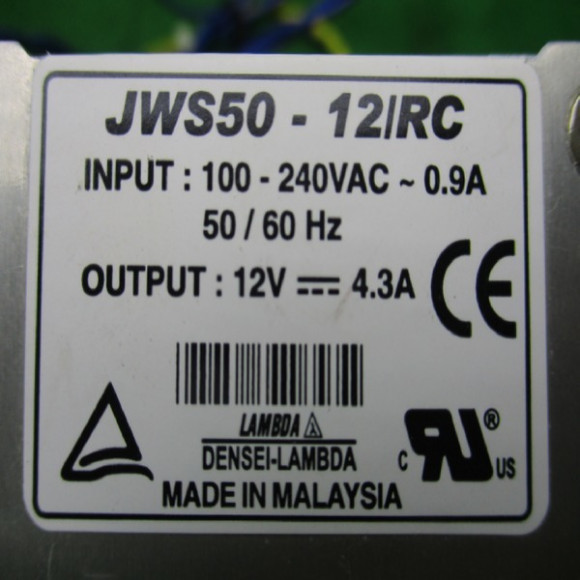 JWS50 - 12/RC
INPUT : 100 - 240VAC ~ 0.9A
50 / 60 Hz
OUTPUT : 12V ⎓ 4.3A
CE
LAMBDA
DENSEI-LAMBDA
c RU ® US
MADE IN MALAYSIA